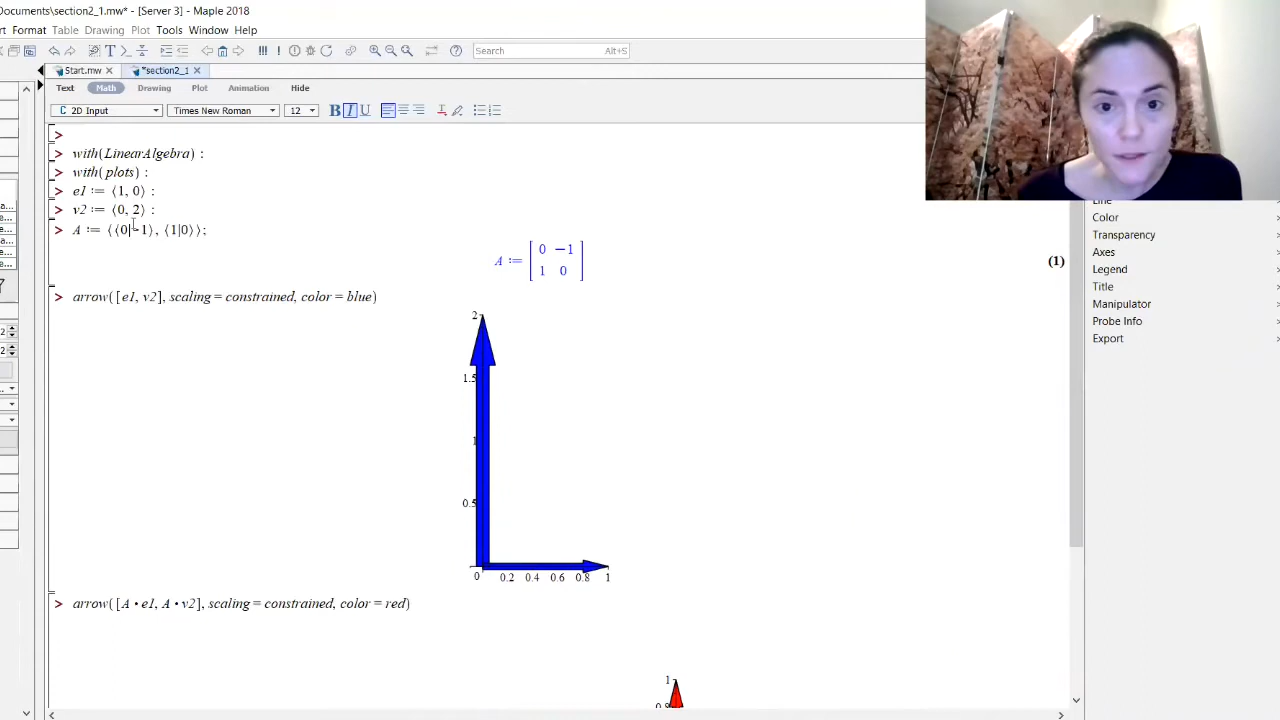 Documents\section2_1.mw* - [Server 3] - Maple 2018
Format Table Drawing Plot Tools Windows Help
Search Alt+S
Start.mw *section2_1
Text Math Drawing Plot Animation Hide
2D Input Times New Roman 12 B I U
>
> with(LinearAlgebra) :
> with(plots) :
> e1 := ⟨1, 0⟩ :
> v2 := ⟨0, 2⟩ :
> A := ⟨⟨0|-1⟩, ⟨1|0⟩⟩;
A := [ 0 −1
1 0 ]
(1)
> arrow([e1, v2], scaling = constrained, color = blue)
2
1.5
1
0.5
0 0.2 0.4 0.6 0.8 1
> arrow([A • e1, A • v2], scaling = constrained, color = red)
1
Line
Color
Transparency
Axes
Legend
Title
Manipulator
Probe Info
Export